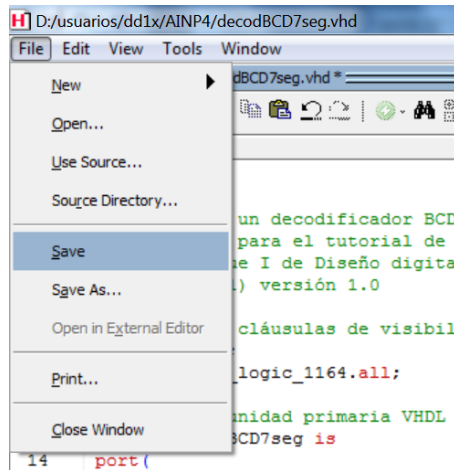 D:/usuarios/dd1x/AINP4/decodBCD7seg.vhd
File Edit View Tools Window
dBCD7seg.vhd *
New
Open...
Use Source...
Source Directory...
un decodificador BCD
Save
para el tutorial de
ue I de Diseño digita
Save As...
) versión 1.0
Open in External Editor
cláusulas de visibil
Print...
_logic_1164.all;
unidad primaria VHDL
Close Window
BCD7seg is
14 port(